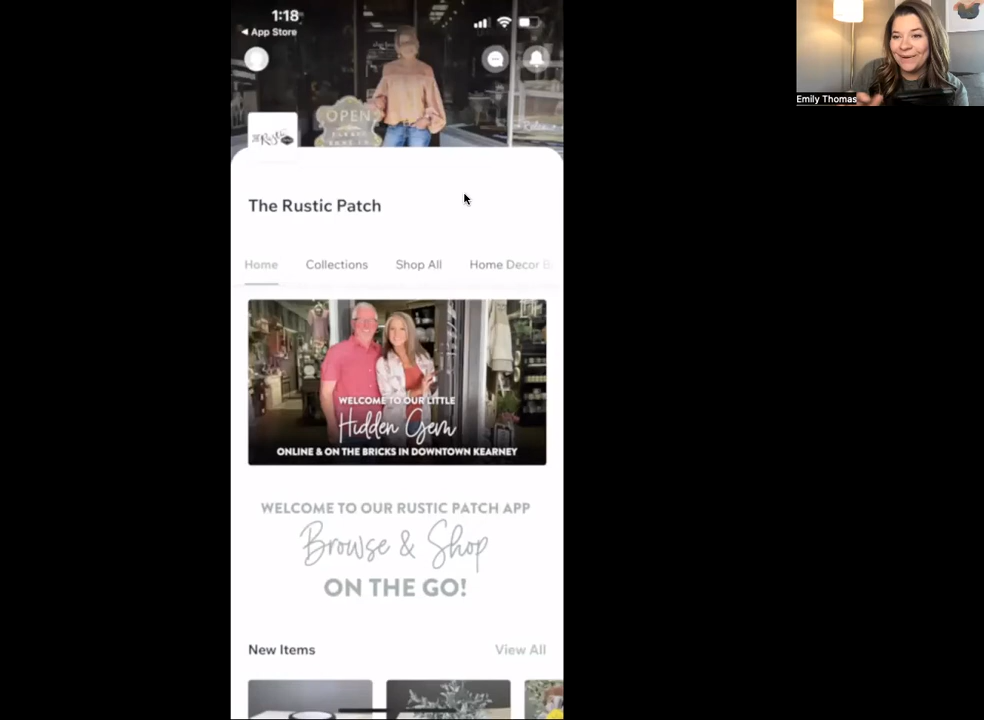 1:18
App Store
Emily Thomas
OPEN
The Rustic Patch
Home Collections Shop All Home Decor
WELCOME TO OUR LITTLE
Hidden Gem
ONLINE & ON THE BRICKS IN DOWNTOWN KEARNEY
WELCOME TO OUR RUSTIC PATCH APP
Browse & Shop
ON THE GO!
New Items View All